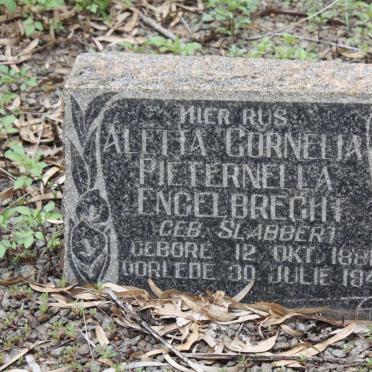 HIER RUS
ALETTA CORNELIA
PIETERNELLA
ENGELBRECHT
(GEB. SLABBERT)
GEBORE 12 OKT. 188
OORLEDE 30 JULIE 19